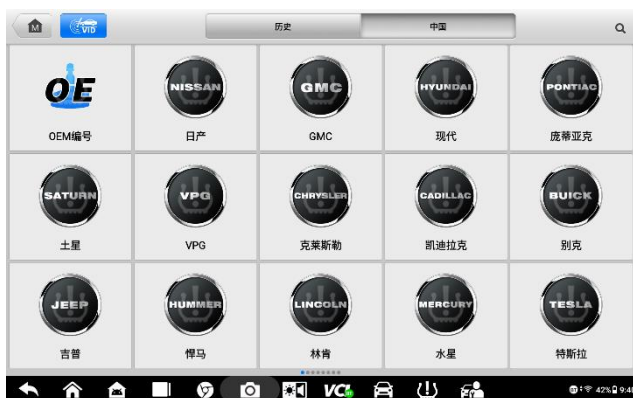 M
VID
历史
中国
OE
NISSAN
GMC
HYUNDAI
PONTIAC
OEM编号
日产
GMC
现代
庞蒂亚克
SATURN
VPG
CHRYSLER
CADILLAC
BUICK
土星
VPG
克莱斯勒
凯迪拉克
别克
JEEP
HUMMER
LINCOLN
MERCURY
TESLA
吉普
悍马
林肯
水星
特斯拉
VCI
42%
9:40